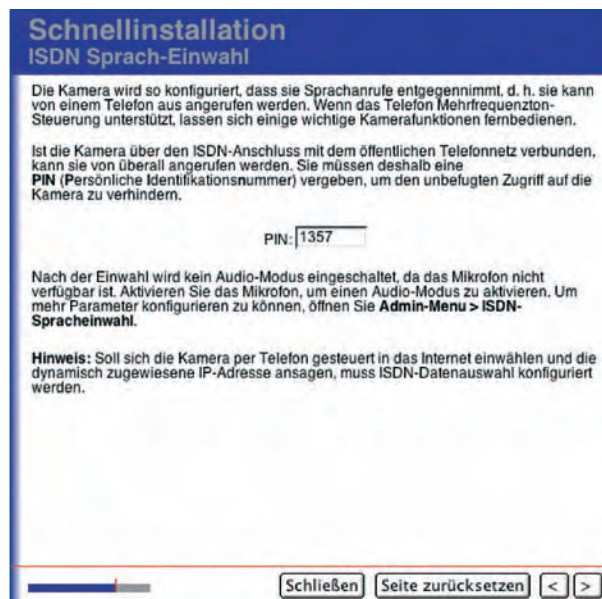 Schnellinstallation
ISDN Sprach-Einwahl
Die Kamera wird so konfiguriert, dass sie Sprachanrufe entgegennimmt, d. h. sie kann
von einem Telefon aus angerufen werden. Wenn das Telefon Mehrfrequenzton-
Steuerung unterstützt, lassen sich einige wichtige Kamerafunktionen fernbedienen.
Ist die Kamera über den ISDN-Anschluss mit dem öffentlichen Telefonnetz verbunden,
kann sie von überall angerufen werden. Sie müssen deshalb eine
PIN (Persönliche Identifikationsnummer) vergeben, um den unbefugten Zugriff auf die
Kamera zu verhindern.
PIN: 1357
Nach der Einwahl wird kein Audio-Modus eingeschaltet, da das Mikrofon nicht
verfügbar ist. Aktivieren Sie das Mikrofon, um einen Audio-Modus zu aktivieren. Um
mehr Parameter konfigurieren zu können, öffnen Sie Admin-Menu > ISDN-
Spracheinwahl.
Hinweis: Soll sich die Kamera per Telefon gesteuert in das Internet einwählen und die
dynamisch zugewiesene IP-Adresse ansagen, muss ISDN-Datenauswahl konfiguriert
werden.
Schließen Seite zurücksetzen < >